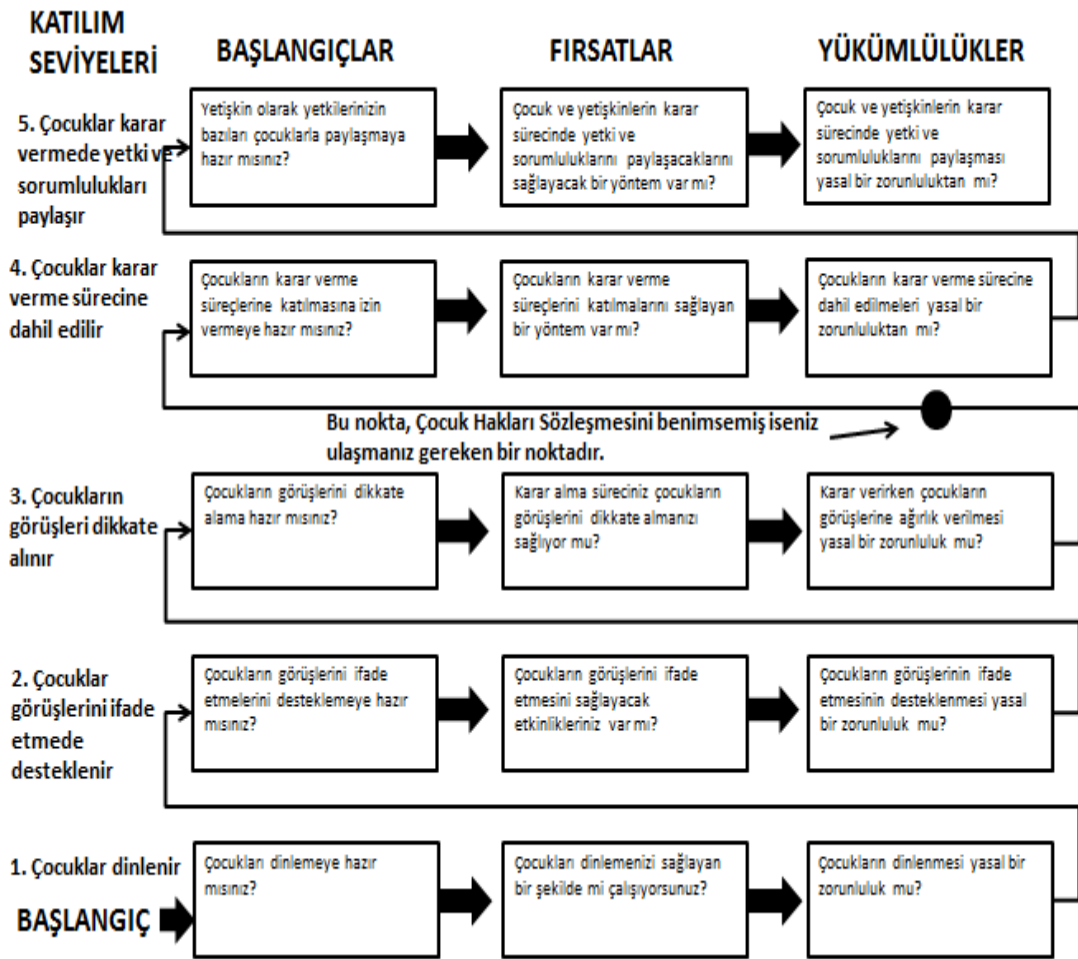 KATILIM
SEVİYELERİ
BAŞLANGIÇLAR
FIRSATLAR
YÜKÜMLÜLÜKLER
5. Çocuklar karar
vermede yetki ve
sorumlulukları
paylaşır
Yetişkin olarak yetkilerinizin
bazıları çocuklarla paylaşmaya
hazır mısınız?
Çocuk ve yetişkinlerin karar
sürecinde yetki ve
sorumluluklarını paylaşacaklarını
sağlayacak bir yöntem var mı?
Çocuk ve yetişkinlerin karar
sürecinde yetki ve
sorumluluklarını paylaşması
yasal bir zorunluluktan mı?
4. Çocuklar karar
verme sürecine
dahil edilir
Çocukların karar verme
süreçlerine katılmasına izin
vermeye hazır mısınız?
Çocukların karar verme
süreçlerini katılmalarını sağlayan
bir yöntem var mı?
Çocukların karar verme sürecine
dahil edilmeleri yasal bir
zorunluluktan mı?
Bu nokta, Çocuk Hakları Sözleşmesini benimsemiş iseniz
ulaşmanız gereken bir noktadır.
3. Çocukların
görüşleri dikkate
alınır
Çocukların görüşlerini dikkate
alama hazır mısınız?
Karar alma süreciniz çocukların
görüşlerini dikkate almanızı
sağlıyor mu?
Karar verirken çocukların
görüşlerine ağırlık verilmesi
yasal bir zorunluluk mu?
2. Çocuklar
görüşlerini ifade
etmede
desteklenir
Çocukların görüşlerini ifade
etmelerini desteklemeye hazır
mısınız?
Çocukların görüşlerini ifade
etmesini sağlayacak
etkinlikleriniz var mı?
Çocukların görüşlerinin ifade
etmesinin desteklenmesi yasal
bir zorunluluk mu?
1. Çocuklar dinlenir
BAŞLANGIÇ
Çocukları dinlemeye hazır
mısınız?
Çocukları dinlemenizi sağlayan
bir şekilde mi çalışıyorsunuz?
Çocukların dinlenmesi yasal bir
zorunluluk mu?